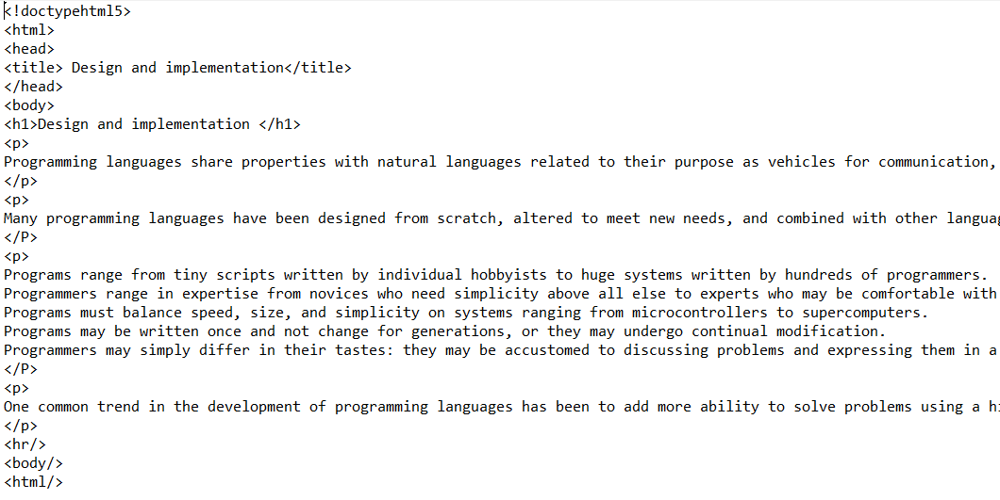 <!doctypehtml5>
<html>
<head>
<title> Design and implementation</title>
</head>
<body>
<h1>Design and implementation </h1>
<p>
Programming languages share properties with natural languages related to their purpose as vehicles for communication,
</p>
<p>
Many programming languages have been designed from scratch, altered to meet new needs, and combined with other
</P>
<p>
Programs range from tiny scripts written by individual hobbyists to huge systems written by hundreds of programmers.
Programmers range in expertise from novices who need simplicity above all else to experts who may be comfortable with
Programs must balance speed, size, and simplicity on systems ranging from microcontrollers to supercomputers.
Programs may be written once and not change for generations, or they may undergo continual modification.
Programmers may simply differ in their tastes: they may be accustomed to discussing problems and expressing them in a
</P>
<p>
One common trend in the development of programming languages has been to add more ability to solve problems using a
</p>
<hr/>
<body/>
<html/>